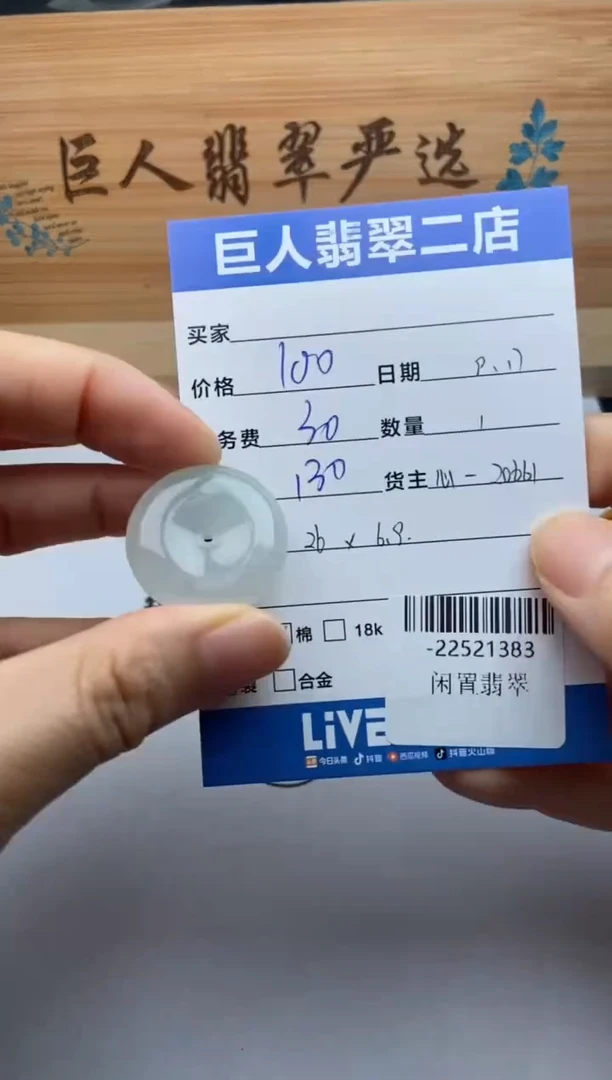 巨人翡翠严选
巨人翡翠二店
买家
价格 100 日期
务费 30 数量 1
130 货主
26 x 6.9.
棉 18k
-22521383
合金
闲置翡翠
LiVE
今日头条 抖音 西瓜视频 抖音火山版